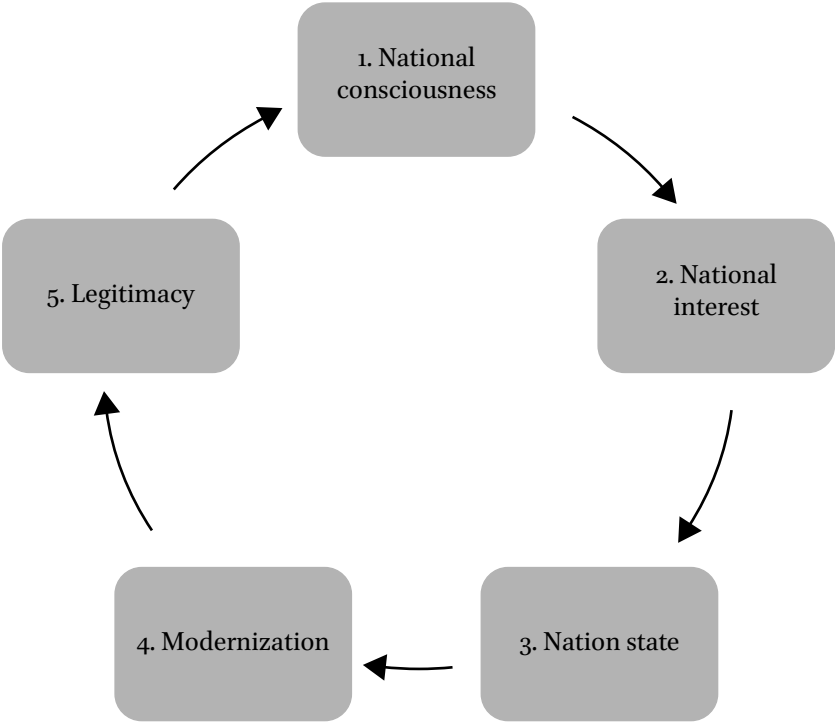 1. National
consciousness
2. National
interest
3. Nation state
4. Modernization
5. Legitimacy